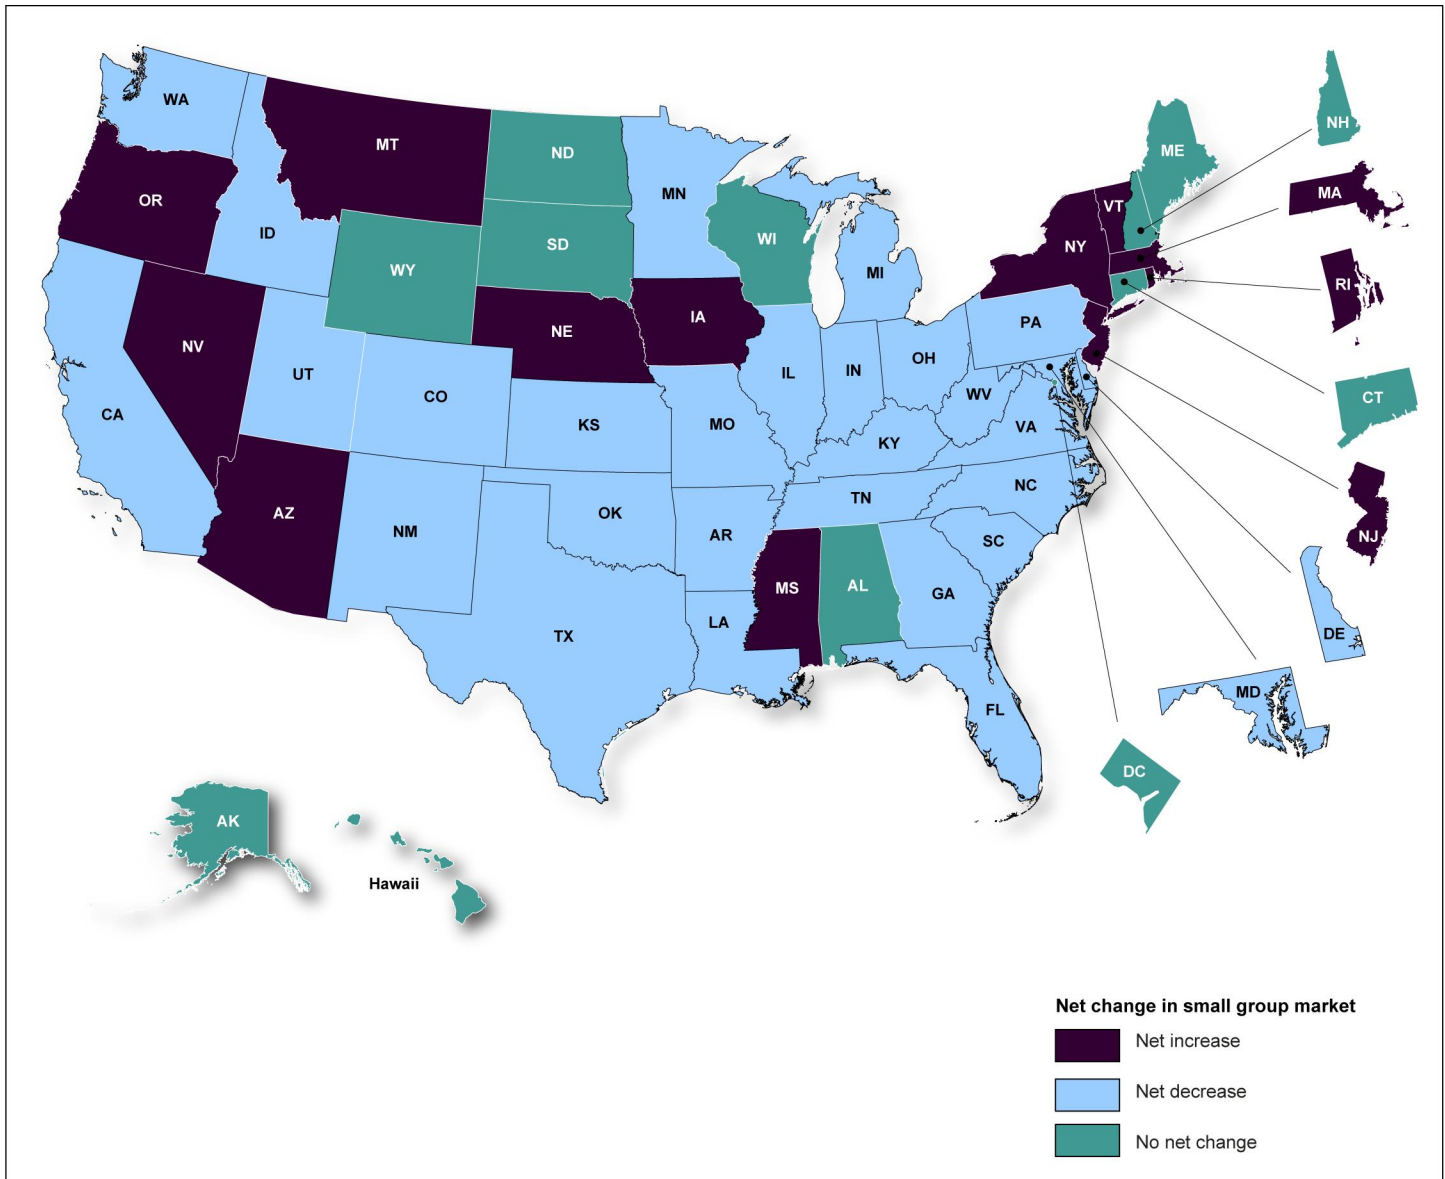 WA
MT
ND
MN
OR
ID
SD
WI
WY
MI
NY
VT
ME
NH
MA
RI
CT
NJ
DE
MD
DC
NV
UT
CO
NE
IA
IL
IN
OH
PA
WV
VA
CA
KS
MO
KY
NC
TN
AZ
NM
OK
AR
SC
MS
AL
GA
TX
LA
FL
AK
Hawaii
Net change in small group market
Net increase
Net decrease
No net change